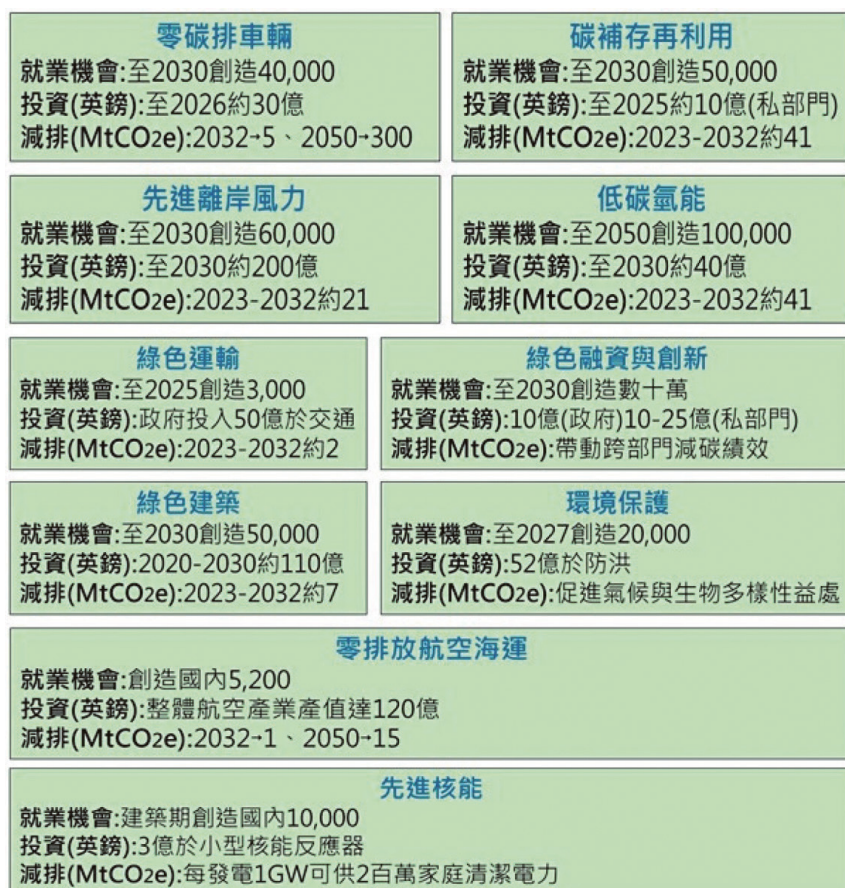 零碳排車輛
就業機會:至2030創造40,000
投資(英鎊):至2026約30億
減排(MtCO2e):2032→5、2050→300
碳補存再利用
就業機會:至2030創造50,000
投資(英鎊):至2025約10億(私部門)
減排(MtCO2e):2023-2032約41
先進離岸風力
就業機會:至2030創造60,000
投資(英鎊):至2030約200億
減排(MtCO2e):2023-2032約21
低碳氫能
就業機會:至2050創造100,000
投資(英鎊):至2030約40億
減排(MtCO2e):2023-2032約41
綠色運輸
就業機會:至2025創造3,000
投資(英鎊):政府投入50億於交通
減排(MtCO2e):2023-2032約2
綠色融資與創新
就業機會:至2030創造數十萬
投資(英鎊):10億(政府)10-25億(私部門)
減排(MtCO2e):帶動跨部門減碳績效
綠色建築
就業機會:至2030創造50,000
投資(英鎊):2020-2030約110億
減排(MtCO2e):2023-2032約7
環境保護
就業機會:至2027創造20,000
投資(英鎊):52億於防洪
減排(MtCO2e):促進氣候與生物多樣性益處
零排放航空海運
就業機會:創造國內5,200
投資(英鎊):整體航空產業產值達120億
減排(MtCO2e):2032→1、2050→15
先進核能
就業機會:建築期創造國內10,000
投資(英鎊):3億於小型核能反應器
減排(MtCO2e):每發電1GW可供2百萬家庭清潔電力